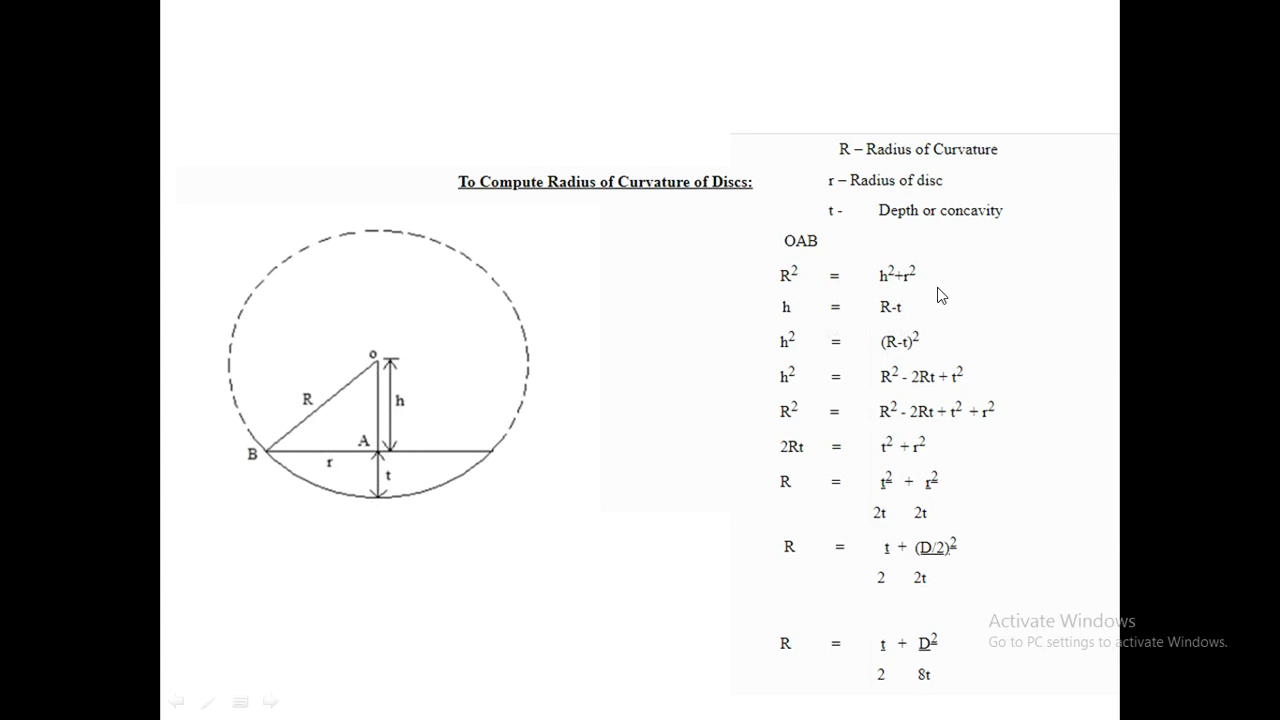 To Compute Radius of Curvature of Discs:
R – Radius of Curvature
r – Radius of disc
t - Depth or concavity
OAB
R² = h²+r²
h = R-t
h² = (R-t)²
h² = R² - 2Rt + t²
R² = R² - 2Rt + t² + r²
2Rt = t² + r²
R = t² + r²
2t 2t
R = t + (D/2)²
2 2t
R = t + D²
2 8t
o
R
h
A
B
r
t
Activate Windows
Go to PC settings to activate Windows.